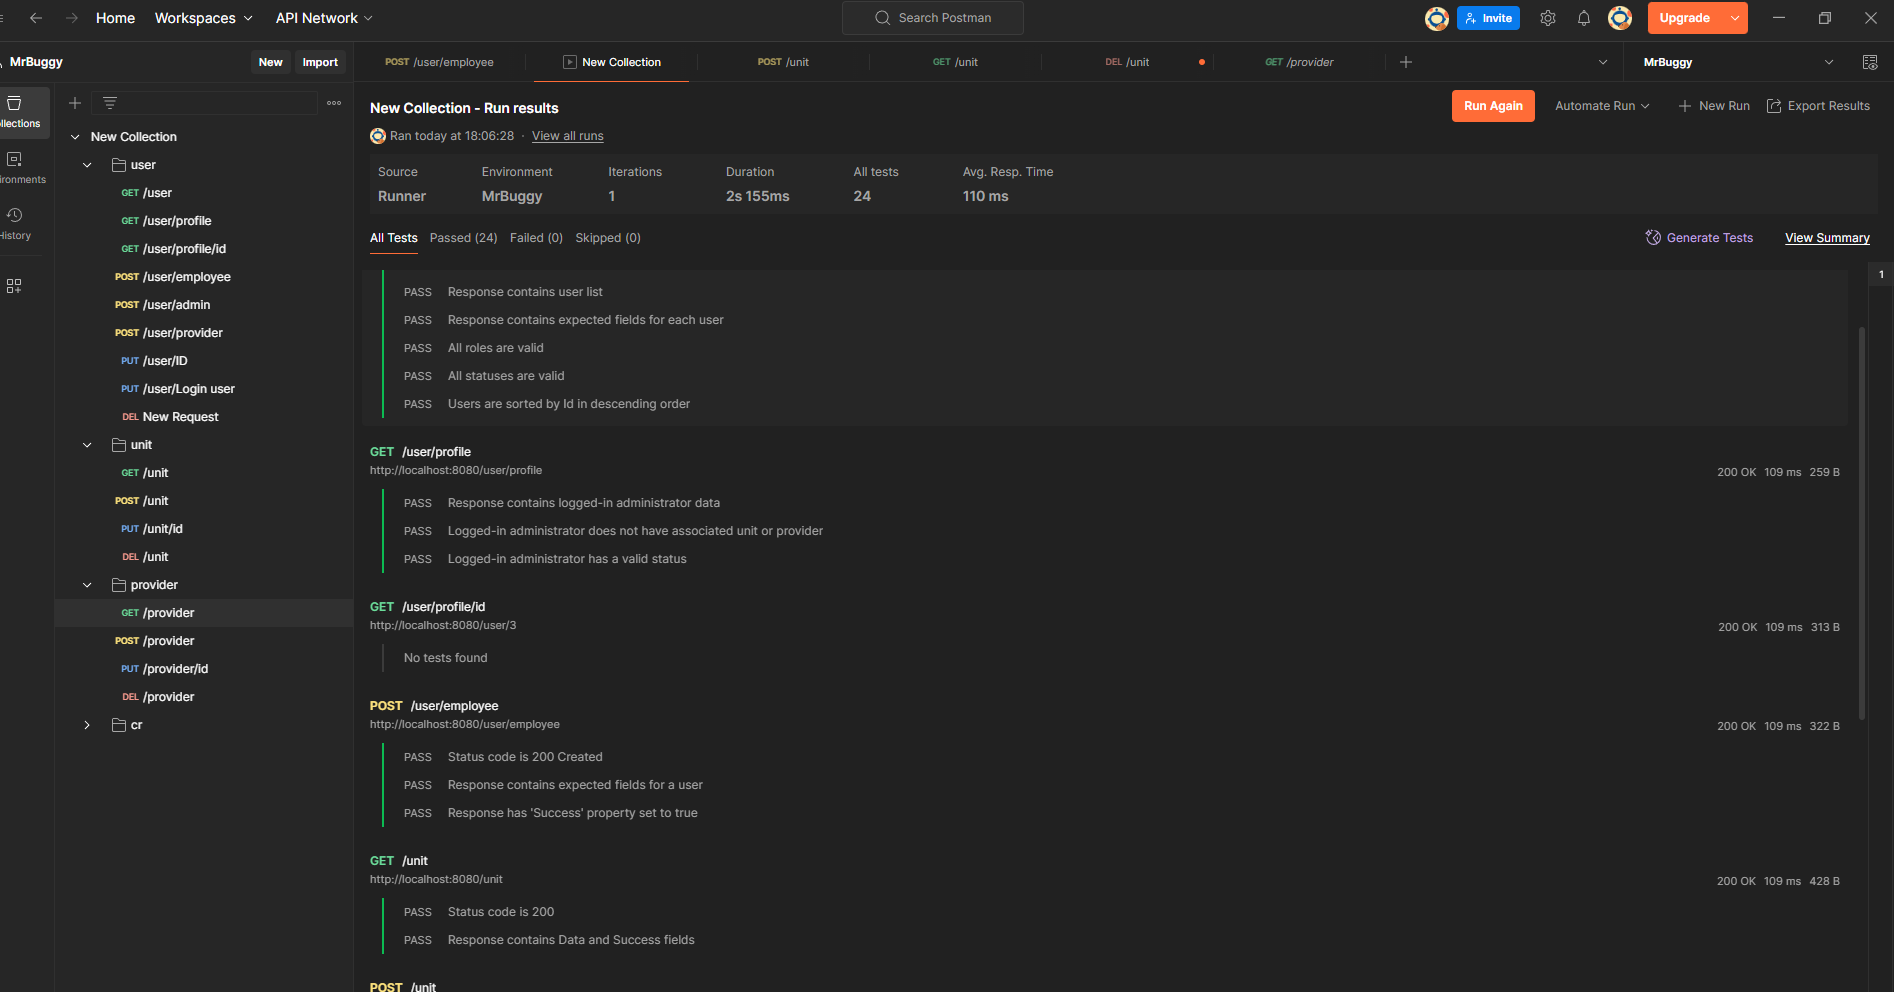 Home Workspaces API Network Search Postman Invite Upgrade
MrBuggy New Import
POST /user/employee New Collection POST /unit GET /unit DEL /unit GET /provider MrBuggy
llections
ironments
History
New Collection
user
GET /user
GET /user/profile
GET /user/profile/id
POST /user/employee
POST /user/admin
POST /user/provider
PUT /user/ID
PUT /user/Login user
DEL New Request
unit
GET /unit
POST /unit
PUT /unit/id
DEL /unit
provider
GET /provider
POST /provider
PUT /provider/id
DEL /provider
cr
New Collection - Run results
Run Again Automate Run New Run Export Results
Ran today at 18:06:28 · View all runs
Source Environment Iterations Duration All tests Avg. Resp. Time
Runner MrBuggy 1 2s 155ms 24 110 ms
All Tests Passed (24) Failed (0) Skipped (0) Generate Tests View Summary
1
PASS Response contains user list
PASS Response contains expected fields for each user
PASS All roles are valid
PASS All statuses are valid
PASS Users are sorted by Id in descending order
GET /user/profile
http://localhost:8080/user/profile
200 OK 109 ms 259 B
PASS Response contains logged-in administrator data
PASS Logged-in administrator does not have associated unit or provider
PASS Logged-in administrator has a valid status
GET /user/profile/id
http://localhost:8080/user/3
200 OK 109 ms 313 B
No tests found
POST /user/employee
http://localhost:8080/user/employee
200 OK 109 ms 322 B
PASS Status code is 200 Created
PASS Response contains expected fields for a user
PASS Response has 'Success' property set to true
GET /unit
http://localhost:8080/unit
200 OK 109 ms 428 B
PASS Status code is 200
PASS Response contains Data and Success fields
POST /unit